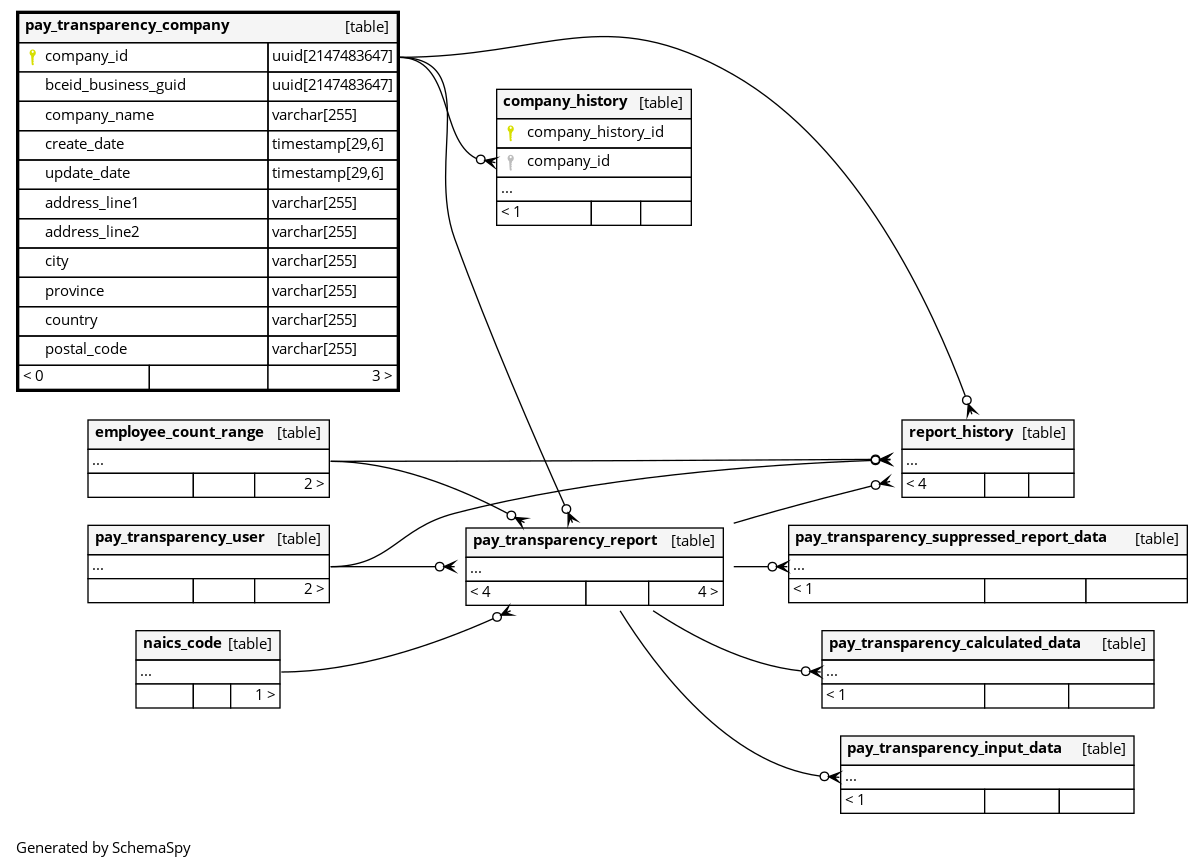 pay_transparency_company [table]
company_id uuid[2147483647]
bceid_business_guid uuid[2147483647]
company_name varchar[255]
create_date timestamp[29,6]
update_date timestamp[29,6]
address_line1 varchar[255]
address_line2 varchar[255]
city varchar[255]
province varchar[255]
country varchar[255]
postal_code varchar[255]
< 0 3 >
company_history [table]
company_history_id
company_id
...
< 1
employee_count_range [table]
...
2 >
report_history [table]
...
< 4
pay_transparency_user [table]
...
2 >
pay_transparency_report [table]
...
< 4 4 >
pay_transparency_suppressed_report_data [table]
...
< 1
naics_code [table]
...
1 >
pay_transparency_calculated_data [table]
...
< 1
pay_transparency_input_data [table]
...
< 1
Generated by SchemaSpy